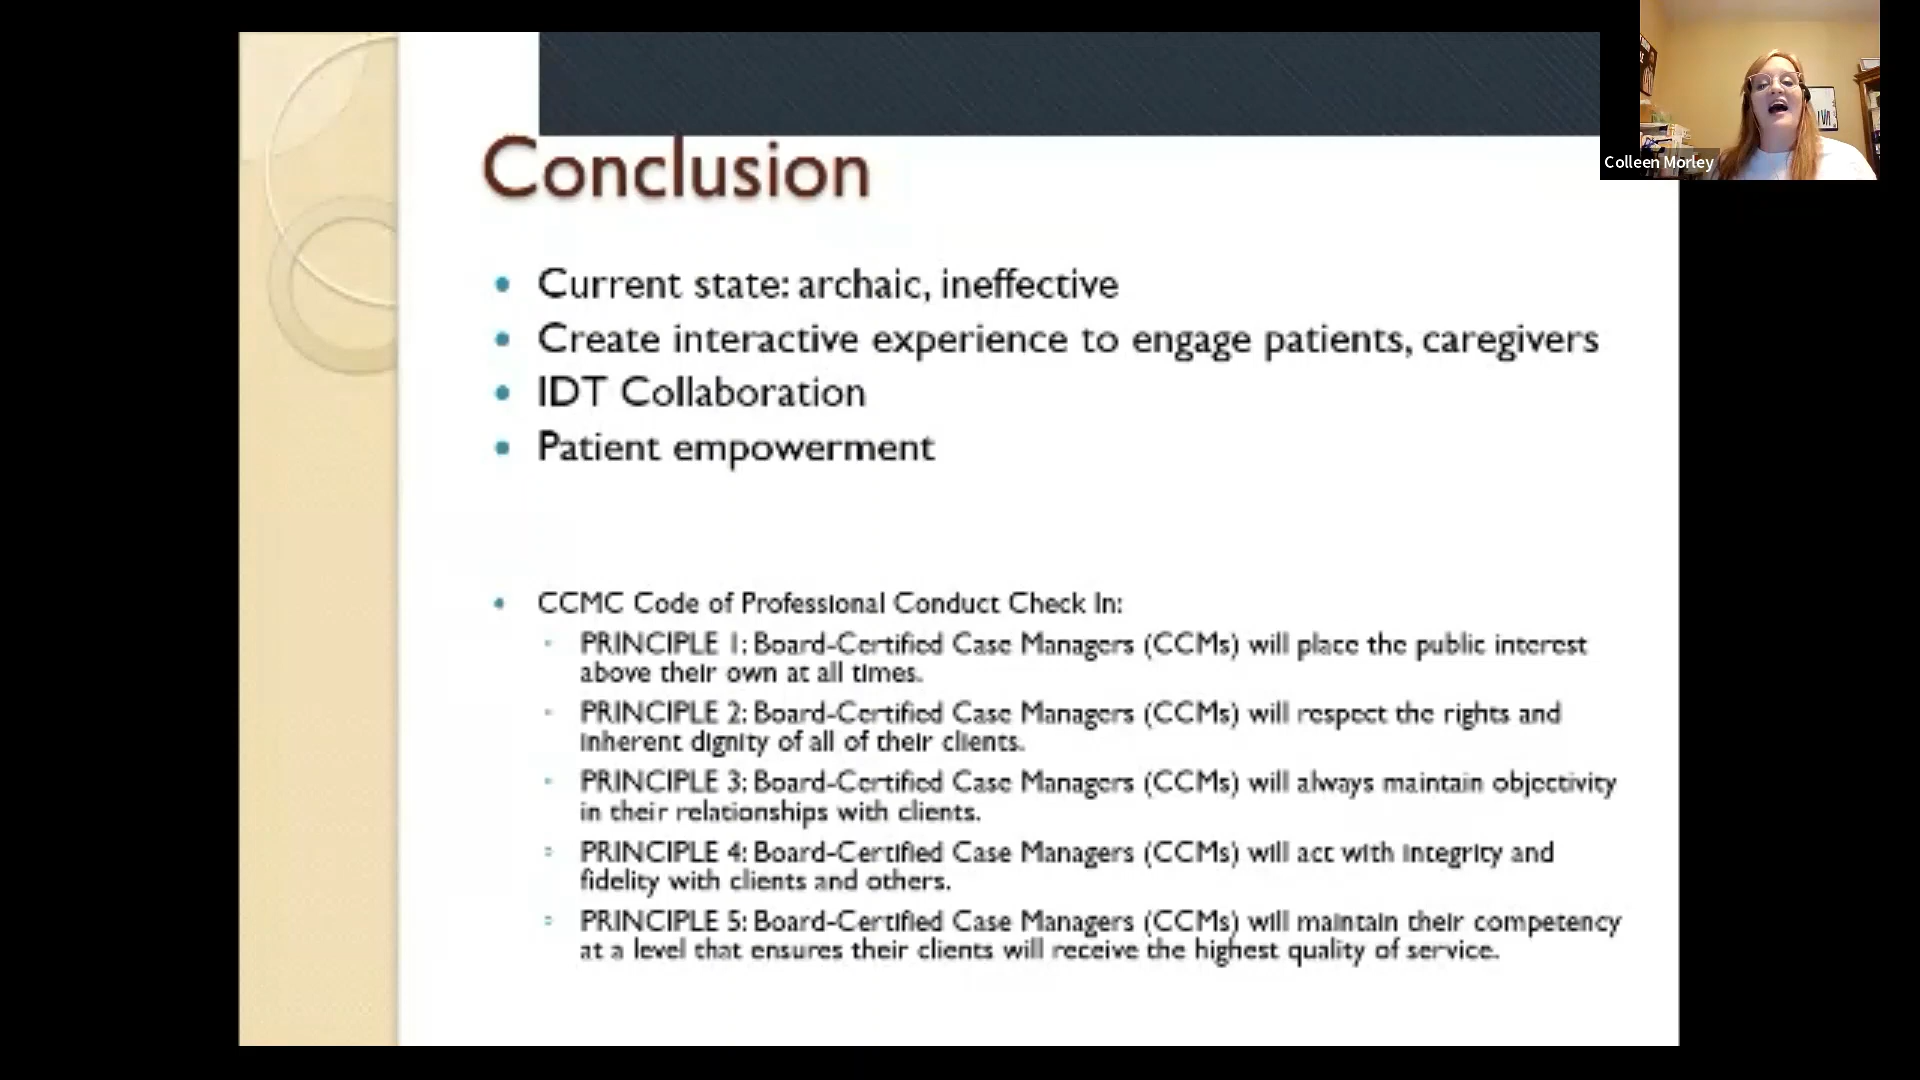 Conclusion
Current state: archaic, ineffective
Create interactive experience to engage patients, caregivers
IDT Collaboration
Patient empowerment
CCMC Code of Professional Conduct Check In:
PRINCIPLE 1: Board-Certified Case Managers (CCMs) will place the public interest
above their own at all times.
PRINCIPLE 2: Board-Certified Case Managers (CCMs) will respect the rights and
inherent dignity of all of their clients.
PRINCIPLE 3: Board-Certified Case Managers (CCMs) will always maintain objectivity
in their relationships with clients.
PRINCIPLE 4: Board-Certified Case Managers (CCMs) will act with integrity and
fidelity with clients and others.
PRINCIPLE 5: Board-Certified Case Managers (CCMs) will maintain their competency
at a level that ensures their clients will receive the highest quality of service.
Colleen Morley